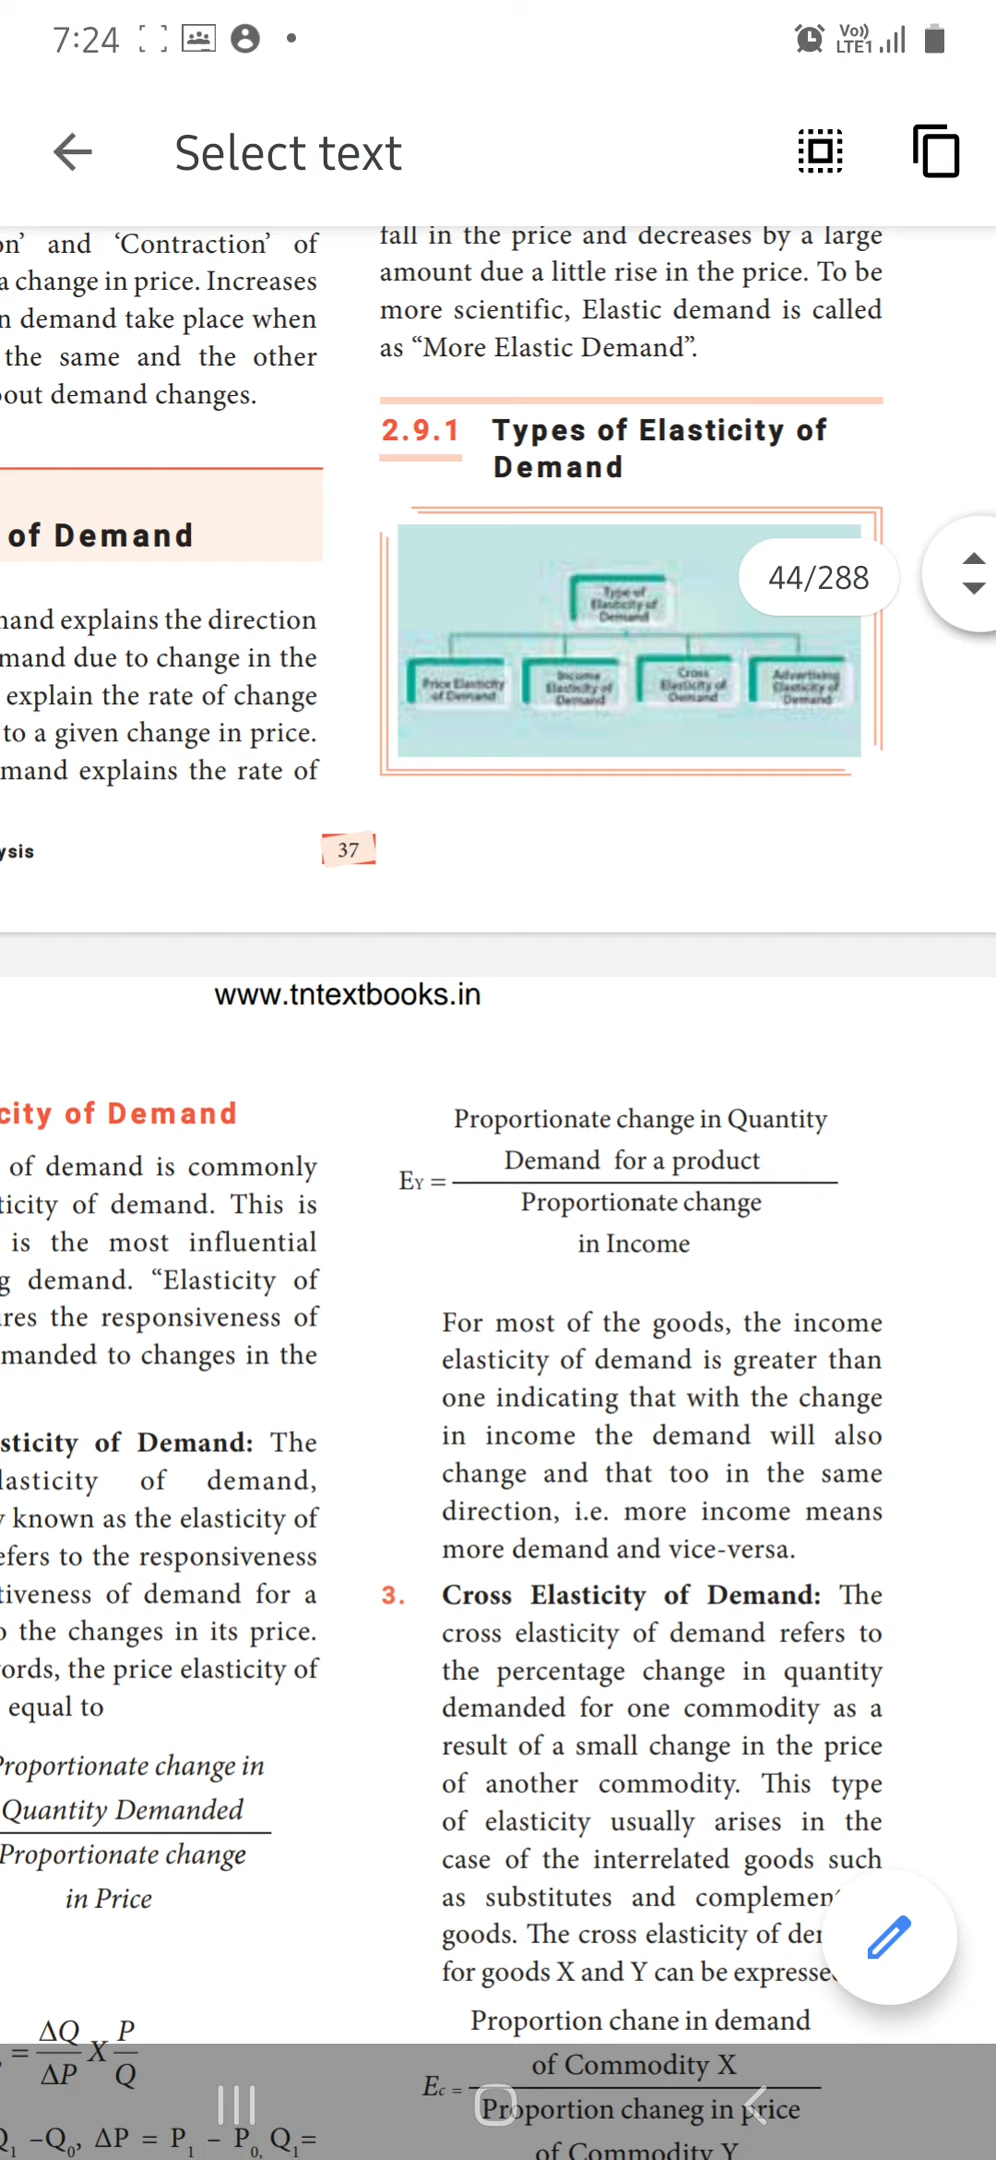 7:24
Vo))
LTE1
Select text
on’ and ‘Contraction’ of
a change in price. Increases
n demand take place when
the same and the other
bout demand changes.
of Demand
mand explains the direction
mand due to change in the
explain the rate of change
to a given change in price.
mand explains the rate of
ysis
37
fall in the price and decreases by a large
amount due a little rise in the price. To be
more scientific, Elastic demand is called
as “More Elastic Demand”.
2.9.1 Types of Elasticity of
Demand
44/288
Type of
Elasticity of
Demand
Price Elasticity
of Demand
Income
Elasticity of
Demand
Cross
Elasticity of
Demand
Advertising
Elasticity of
Demand
www.tntextbooks.in
city of Demand
of demand is commonly
ticity of demand. This is
is the most influential
g demand. “Elasticity of
ures the responsiveness of
manded to changes in the
sticity of Demand: The
lasticity of demand,
y known as the elasticity of
efers to the responsiveness
tiveness of demand for a
o the changes in its price.
ords, the price elasticity of
equal to
Proportionate change in
Quantity Demanded
Proportionate change
in Price
= ΔQ/ΔP X P/Q
Q₁ –Q₀, ΔP = P₁ – P₀, Q₁=
Proportionate change in Quantity
Demand for a product
EY =
Proportionate change
in Income
For most of the goods, the income
elasticity of demand is greater than
one indicating that with the change
in income the demand will also
change and that too in the same
direction, i.e. more income means
more demand and vice-versa.
3. Cross Elasticity of Demand: The
cross elasticity of demand refers to
the percentage change in quantity
demanded for one commodity as a
result of a small change in the price
of another commodity. This type
of elasticity usually arises in the
case of the interrelated goods such
as substitutes and complement
goods. The cross elasticity of de
for goods X and Y can be expresse
Proportion chane in demand
of Commodity X
Ec =
Proportion chaneg in price
of Commodity Y